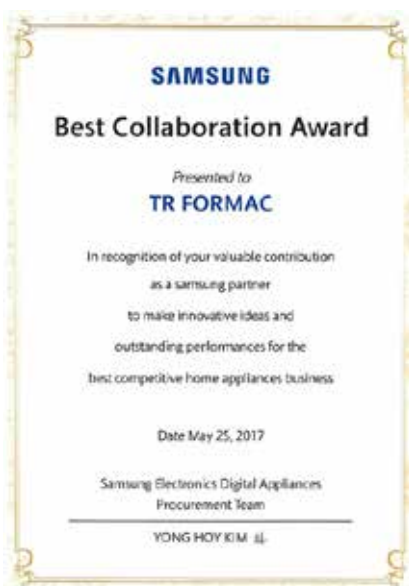 SAMSUNG
Best Collaboration Award
Presented to
TR FORMAC
In recognition of your valuable contribution
as a samsung partner
to make innovative ideas and
outstanding performances for the
best competitive home appliances business
Date May 25, 2017
Samsung Electronics Digital Appliances
Procurement Team
YONG HOY KIM